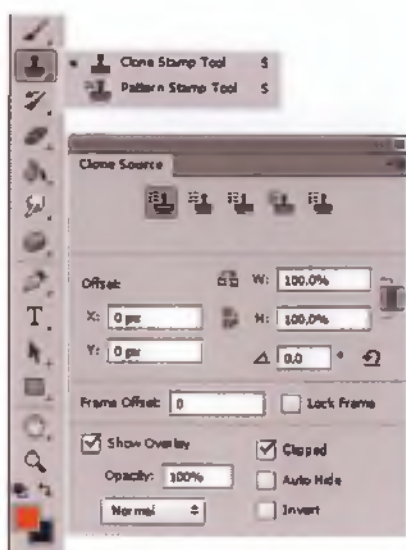 Clone Stamp Tool S
Pattern Stamp Tool S
Clone Source
Offset: W: 100.0%
X: 0 px H: 100.0%
Y: 0 px 0.0 °
Frame Offset: 0 Lock Frame
Show Overlay Clipped
Opacity: 100% Auto Hide
Normal Invert
T